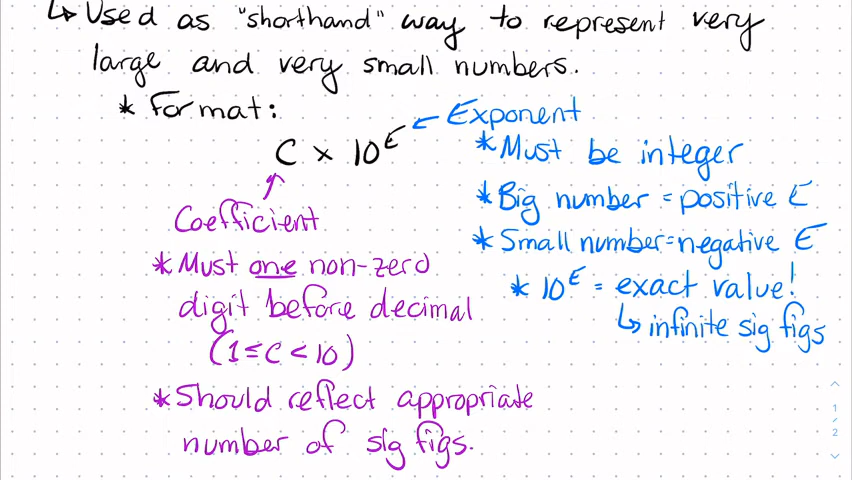 ↳ Used as "shorthand" way to represent very
large and very small numbers.
* Format:
C × 10^E ← Exponent
* Must be integer
* Big number = positive E
* Small number = negative E
* 10^E = exact value!
↳ infinite sig figs
Coefficient
* Must one non-zero
digit before decimal
(1 ≤ C < 10)
* Should reflect appropriate
number of sig figs.
1
/
2